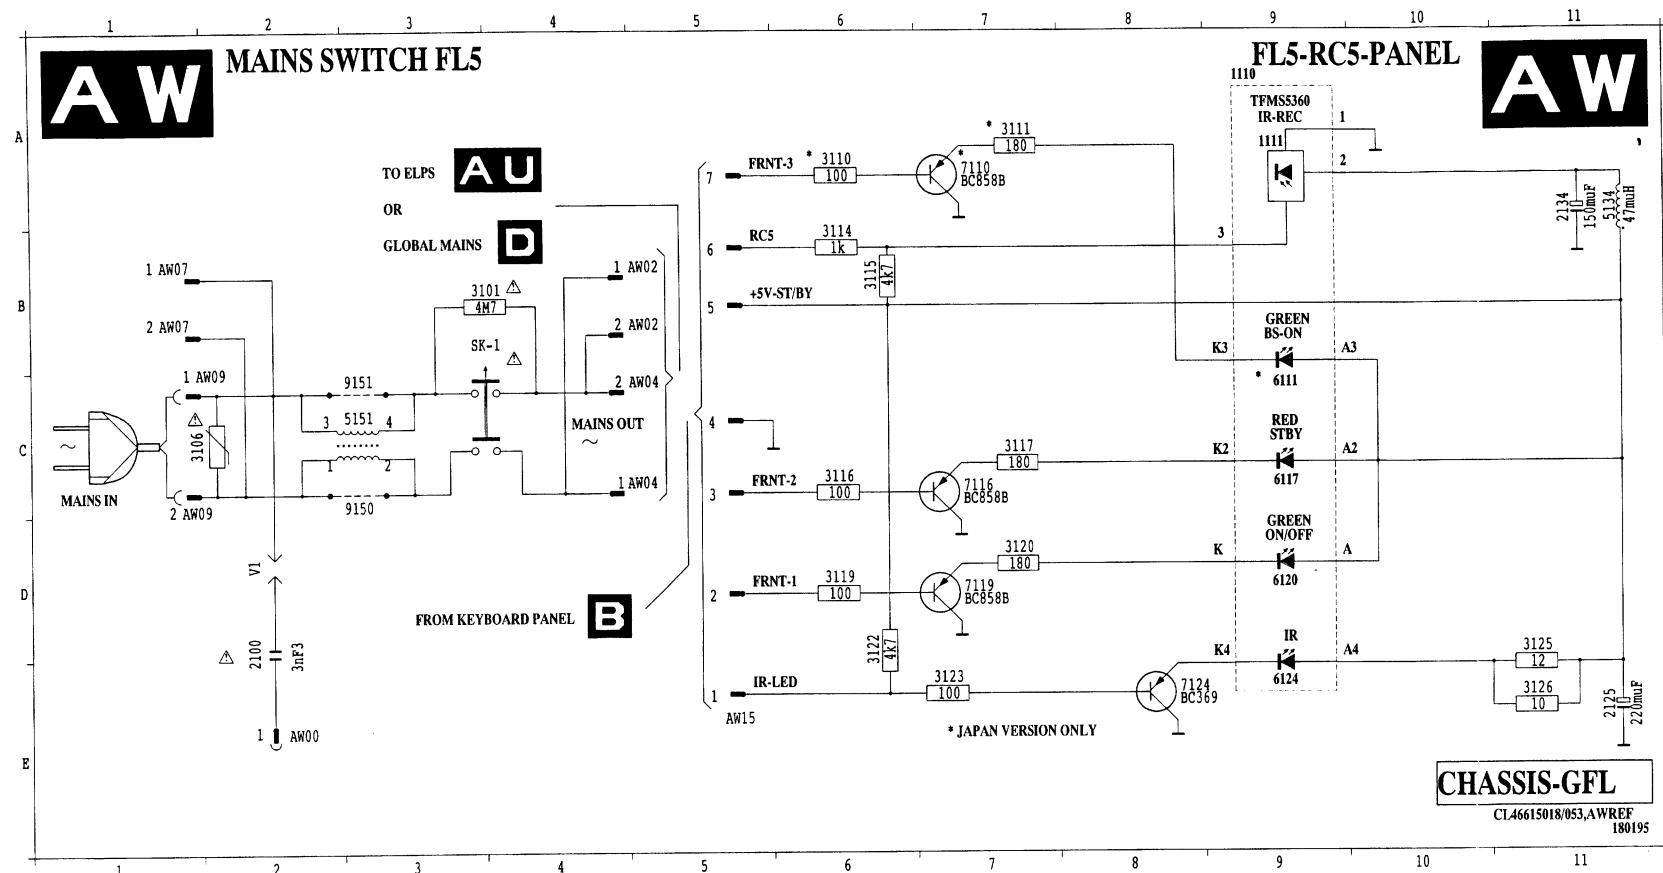 1 2 3 4 5 6 7 8 9 10 11
A W
MAINS SWITCH FL5
FL5-RC5-PANEL
A W
A
B
C
D
E
TO ELPS A U
OR
GLOBAL MAINS D
1 AW07
2 AW07
1 AW09
2 AW09
3106
MAINS IN
~
9151
3 5151 4
1 2
9150
3101
4M7
SK-1
1 AW02
2 AW02
2 AW04
MAINS OUT
~
1 AW04
V1
2100
3nF3
1 AW00
FROM KEYBOARD PANEL B
7 FRNT-3
6 RC5
5 +5V-ST/BY
4
3 FRNT-2
2 FRNT-1
1 IR-LED
AW15
* 3110
100
* 7110
BC858B
* 3111
180
3114
1k
3115
4k7
3116
100
7116
BC858B
3117
180
3119
100
7119
BC858B
3120
180
3122
4k7
3123
100
7124
BC369
* JAPAN VERSION ONLY
1110
TFMS5360
IR-REC
1111
1
2
3
GREEN
BS-ON
K3 A3
* 6111
RED
STBY
K2 A2
6117
GREEN
ON/OFF
K A
6120
IR
K4 A4
6124
2134
150muF
5134
47muH
3125
12
3126
10
2125
220muF
CHASSIS-GFL
CL46615018/053,AWREF
180195
1 2 3 4 5 6 7 8 9 10 11